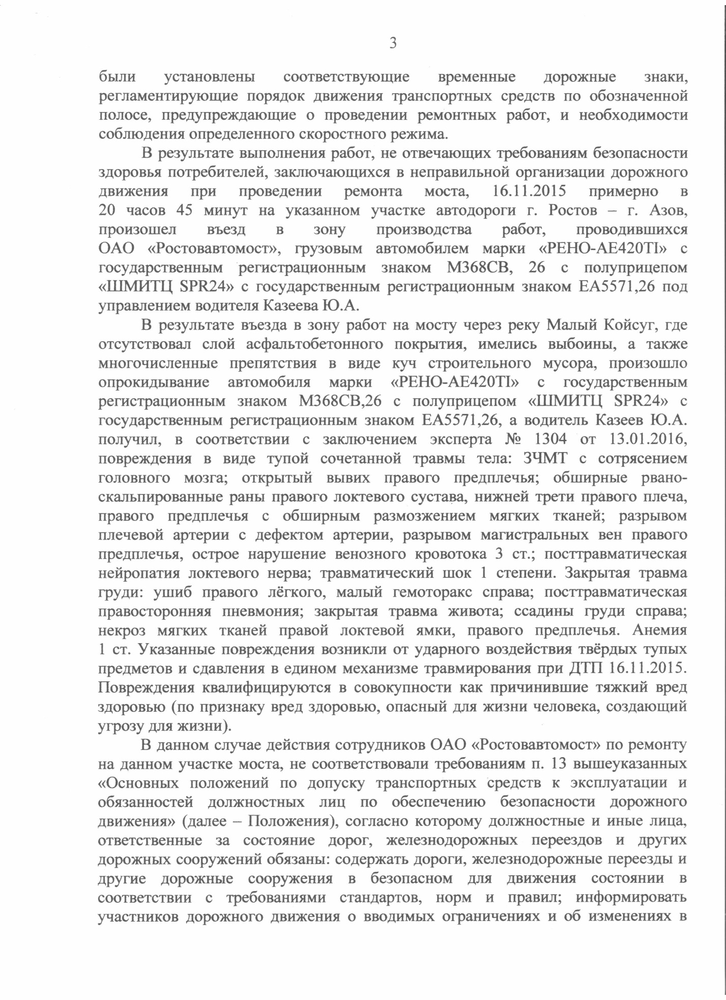 3
были установлены соответствующие временные дорожные знаки,
регламентирующие порядок движения транспортных средств по обозначенной
полосе, предупреждающие о проведении ремонтных работ, и необходимости
соблюдения определенного скоростного режима.
В результате выполнения работ, не отвечающих требованиям безопасности
здоровья потребителей, заключающихся в неправильной организации дорожного
движения при проведении ремонта моста, 16.11.2015 примерно в
20 часов 45 минут на указанном участке автодороги г. Ростов – г. Азов,
произошел въезд в зону производства работ, проводившихся
ОАО «Ростовавтомост», грузовым автомобилем марки «РЕНО-АЕ420TI» с
государственным регистрационным знаком М368СВ, 26 с полуприцепом
«ШМИТЦ SPR24» с государственным регистрационным знаком ЕА5571,26 под
управлением водителя Казеева Ю.А.
В результате въезда в зону работ на мосту через реку Малый Койсуг, где
отсутствовал слой асфальтобетонного покрытия, имелись выбоины, а также
многочисленные препятствия в виде куч строительного мусора, произошло
опрокидывание автомобиля марки «РЕНО-АЕ420TI» с государственным
регистрационным знаком М368СВ,26 с полуприцепом «ШМИТЦ SPR24» с
государственным регистрационным знаком ЕА5571,26, а водитель Казеев Ю.А.
получил, в соответствии с заключением эксперта № 1304 от 13.01.2016,
повреждения в виде тупой сочетанной травмы тела: ЗЧМТ с сотрясением
головного мозга; открытый вывих правого предплечья; обширные рвано-
скальпированные раны правого локтевого сустава, нижней трети правого плеча,
правого предплечья с обширным размозжением мягких тканей; разрывом
плечевой артерии с дефектом артерии, разрывом магистральных вен правого
предплечья, острое нарушение венозного кровотока 3 ст.; посттравматическая
нейропатия локтевого нерва; травматический шок 1 степени. Закрытая травма
груди: ушиб правого лёгкого, малый гемоторакс справа; посттравматическая
правосторонняя пневмония; закрытая травма живота; ссадины груди справа;
некроз мягких тканей правой локтевой ямки, правого предплечья. Анемия
1 ст. Указанные повреждения возникли от ударного воздействия твёрдых тупых
предметов и сдавления в едином механизме травмирования при ДТП 16.11.2015.
Повреждения квалифицируются в совокупности как причинившие тяжкий вред
здоровью (по признаку вред здоровью, опасный для жизни человека, создающий
угрозу для жизни).
В данном случае действия сотрудников ОАО «Ростовавтомост» по ремонту
на данном участке моста, не соответствовали требованиям п. 13 вышеуказанных
«Основных положений по допуску транспортных средств к эксплуатации и
обязанностей должностных лиц по обеспечению безопасности дорожного
движения» (далее – Положения), согласно которому должностные и иные лица,
ответственные за состояние дорог, железнодорожных переездов и других
дорожных сооружений обязаны: содержать дороги, железнодорожные переезды и
другие дорожные сооружения в безопасном для движения состоянии в
соответствии с требованиями стандартов, норм и правил; информировать
участников дорожного движения о вводимых ограничениях и об изменениях в